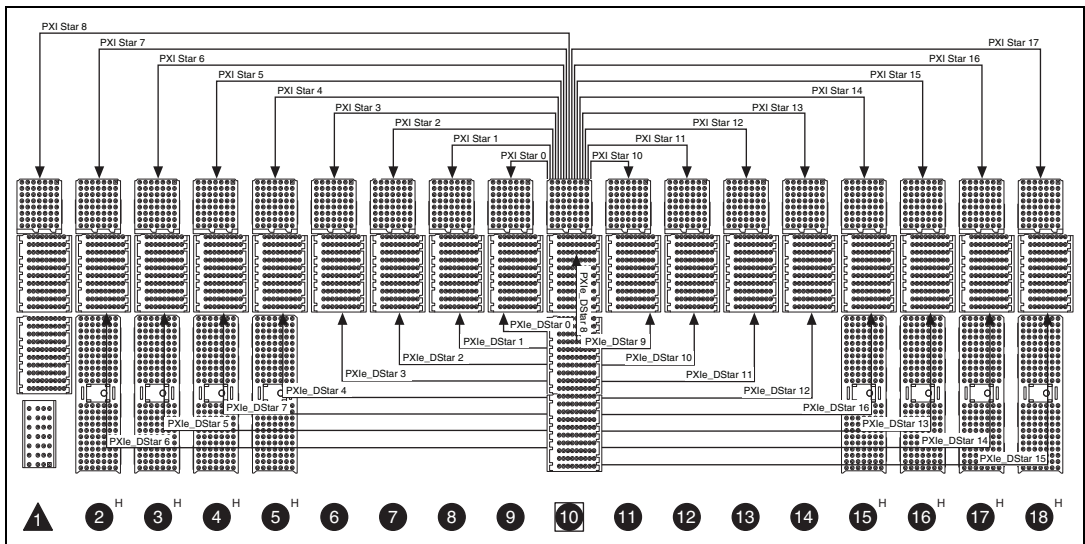 PXI Star 8
PXI Star 7
PXI Star 17
PXI Star 6
PXI Star 16
PXI Star 5
PXI Star 15
PXI Star 4
PXI Star 14
PXI Star 3
PXI Star 13
PXI Star 2
PXI Star 12
PXI Star 1
PXI Star 11
PXI Star 0
PXI Star 10
PXIe_DStar 8
PXIe_DStar 0
PXIe_DStar 1
PXIe_DStar 9
PXIe_DStar 2
PXIe_DStar 10
PXIe_DStar 3
PXIe_DStar 11
PXIe_DStar 4
PXIe_DStar 12
PXIe_DStar 7
PXIe_DStar 16
PXIe_DStar 5
PXIe_DStar 13
PXIe_DStar 6
PXIe_DStar 14
PXIe_DStar 15
1 2 H 3 H 4 H 5 H 6 7 8 9 10 11 12 13 14 15 H 16 H 17 H 18 H